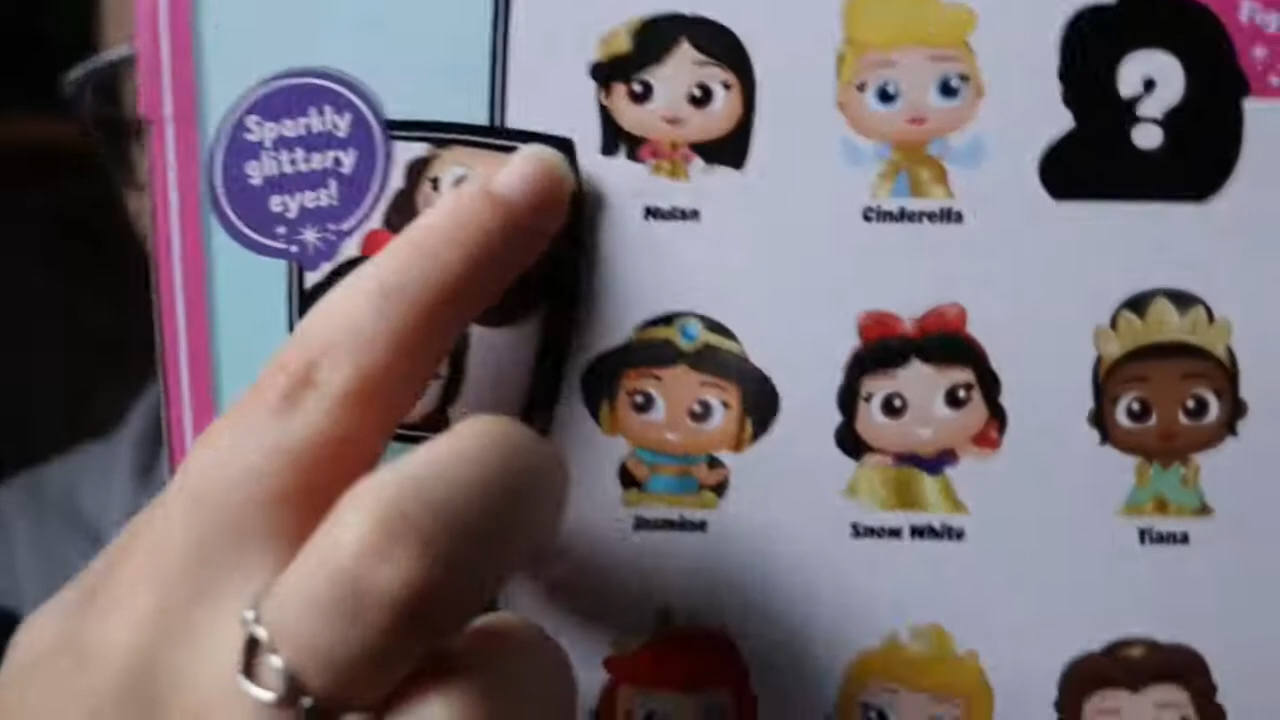 Sparkly
glittery
eyes!
Mulan
Cinderella
?
Jasmine
Snow White
Tiana